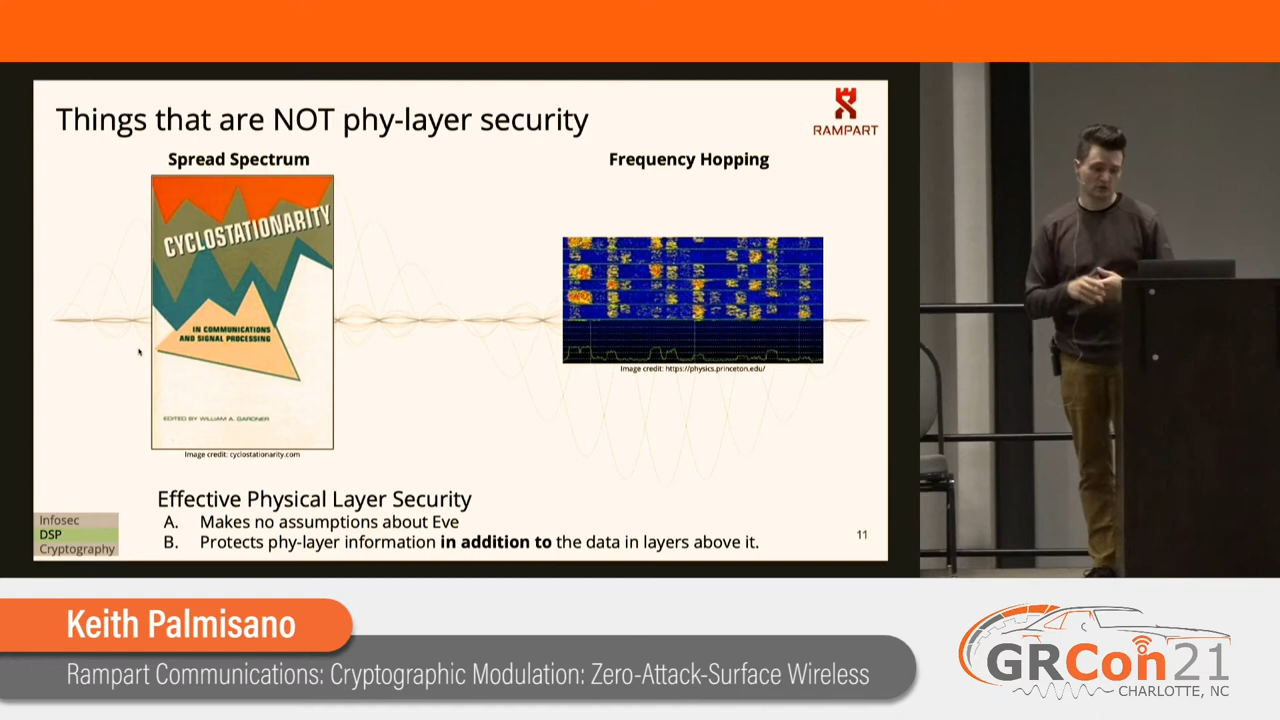 Things that are NOT phy-layer security
RAMPART
Spread Spectrum
Frequency Hopping
CYCLOSTATIONARITY
IN COMMUNICATIONS
AND SIGNAL PROCESSING
EDITED BY WILLIAM A. GARDNER
Image credit: cyclostationarity.com
Image credit: https://physics.princeton.edu/
Effective Physical Layer Security
A. Makes no assumptions about Eve
B. Protects phy-layer information in addition to the data in layers above it.
Infosec
DSP
Cryptography
11
Keith Palmisano
Rampart Communications: Cryptographic Modulation: Zero-Attack-Surface Wireless
GRCon21
CHARLOTTE, NC